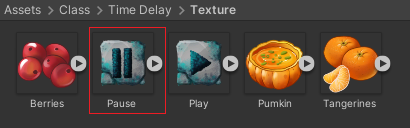 Assets > Class > Time Delay > Texture
Berries Pause Play Pumkin Tangerines